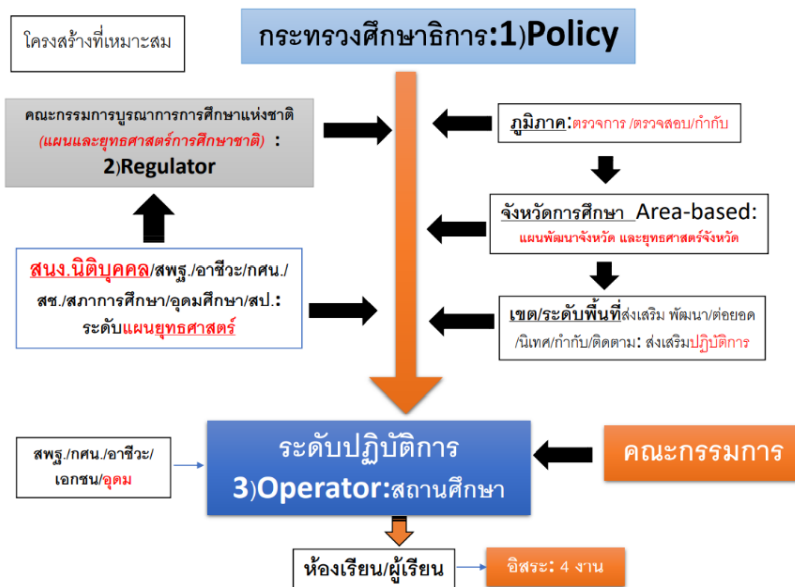 กระทรวงศึกษาธิการ:1)Policy
โครงสร้างที่เหมาะสม
คณะกรรมการบูรณาการการศึกษาแห่งชาติ
(แผนและยุทธศาสตร์การศึกษาชาติ) :
2)Regulator
ภูมิภาค:ตรวจการ /ตรวจสอบ/กำกับ
จังหวัดการศึกษา Area-based:
แผนพัฒนาจังหวัด และยุทธศาสตร์จังหวัด
สนง.นิติบุคคล/สพฐ./อาชีวะ/กศน./
สช./สภาการศึกษา/อุดมศึกษา/สป.:
ระดับแผนยุทธศาสตร์
เขต/ระดับพื้นที่ส่งเสริม พัฒนา/ต่อยอด
/นิเทศ/กำกับ/ติดตาม: ส่งเสริมปฏิบัติการ
สพฐ./กศน./อาชีวะ/
เอกชน/อุดม
ระดับปฏิบัติการ
3)Operator:สถานศึกษา
คณะกรรมการ
ห้องเรียน/ผู้เรียน
อิสระ: 4 งาน